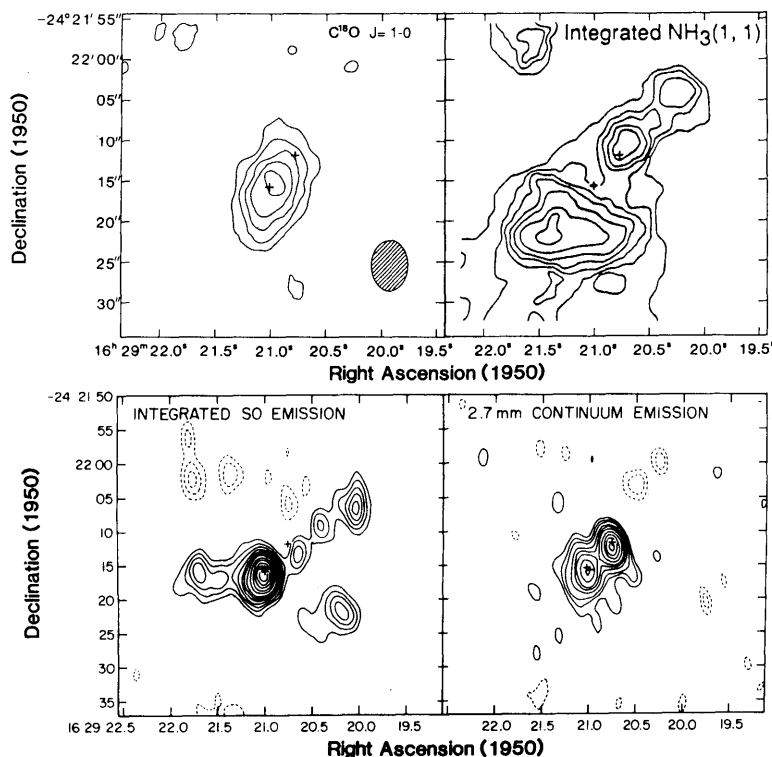 -24° 21' 55"
22' 00"
05"
10"
15"
20"
25"
30"
Declination (1950)
C¹⁸O J= 1-0
Integrated NH₃(1, 1)
16ʰ 29ᵐ 22.0ˢ 21.5ˢ 21.0ˢ 20.5ˢ 20.0ˢ 19.5ˢ
22.0ˢ 21.5ˢ 21.0ˢ 20.5ˢ 20.0ˢ 19.5ˢ
Right Ascension (1950)
-24 21 50
55
22 00
05
10
15
20
25
30
35
Declination (1950)
INTEGRATED SO EMISSION
2.7 mm CONTINUUM EMISSION
16 29 22.5 22.0 21.5 21.0 20.5 20.0 19.5
22.0 21.5 21.0 20.5 20.0 19.5
Right Ascension (1950)